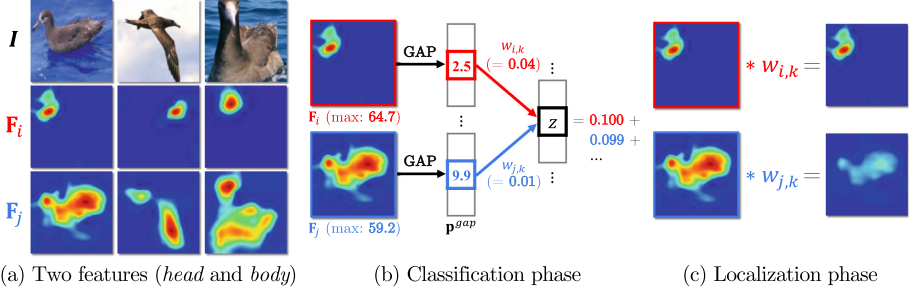 I
F_i
F_j
(a) Two features (head and body)
GAP
2.5
w_{i,k}
(= 0.04)
F_i (max: 64.7)
⋮
⋮
z
= 0.100 +
0.099 +
...
GAP
9.9
w_{j,k}
(= 0.01)
⋮
F_j (max: 59.2)
p^{gap}
(b) Classification phase
* w_{i,k} =
* w_{j,k} =
(c) Localization phase